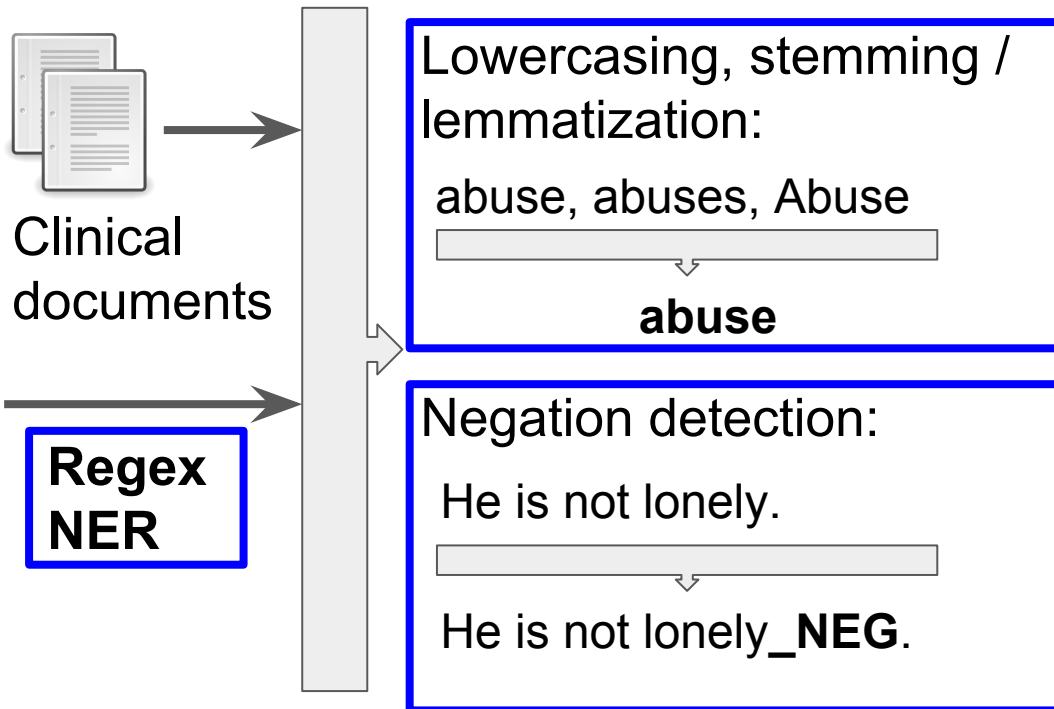 Clinical
documents
Regex
NER
Lowercasing, stemming /
lemmatization:
abuse, abuses, Abuse
abuse
Negation detection:
He is not lonely.
He is not lonely_NEG.